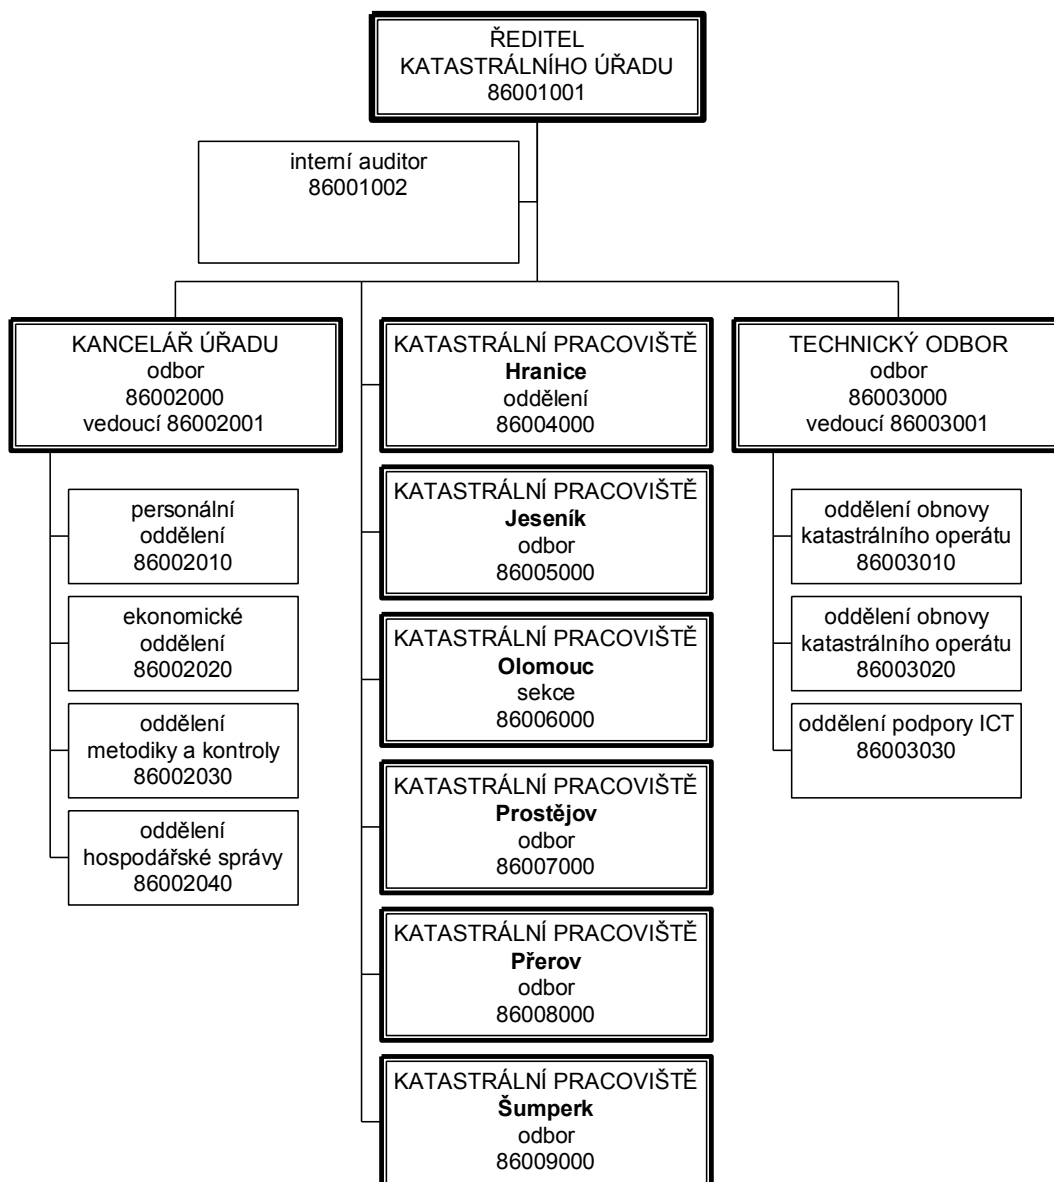 ŘEDITEL
KATASTRÁLNÍHO ÚŘADU
86001001
interní auditor
86001002
KANCELÁŘ ÚŘADU
odbor
86002000
vedoucí 86002001
personální
oddělení
86002010
ekonomické
oddělení
86002020
oddělení
metodiky a kontroly
86002030
oddělení
hospodářské správy
86002040
KATASTRÁLNÍ PRACOVIŠTĚ
Hranice
oddělení
86004000
KATASTRÁLNÍ PRACOVIŠTĚ
Jeseník
odbor
86005000
KATASTRÁLNÍ PRACOVIŠTĚ
Olomouc
sekce
86006000
KATASTRÁLNÍ PRACOVIŠTĚ
Prostějov
odbor
86007000
KATASTRÁLNÍ PRACOVIŠTĚ
Přerov
odbor
86008000
KATASTRÁLNÍ PRACOVIŠTĚ
Šumperk
odbor
86009000
TECHNICKÝ ODBOR
odbor
86003000
vedoucí 86003001
oddělení obnovy
katastrálního operátu
86003010
oddělení obnovy
katastrálního operátu
86003020
oddělení podpory ICT
86003030